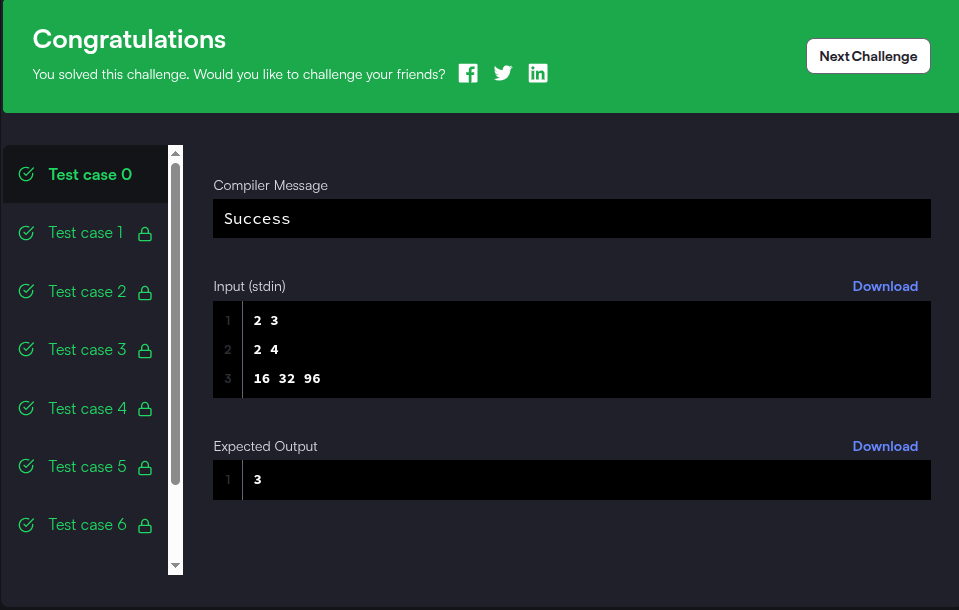 Congratulations
You solved this challenge. Would you like to challenge your friends?
Next Challenge
Test case 0
Test case 1
Test case 2
Test case 3
Test case 4
Test case 5
Test case 6
Compiler Message
Success
Input (stdin)
Download
1 2 3
2 2 4
3 16 32 96
Expected Output
Download
1 3